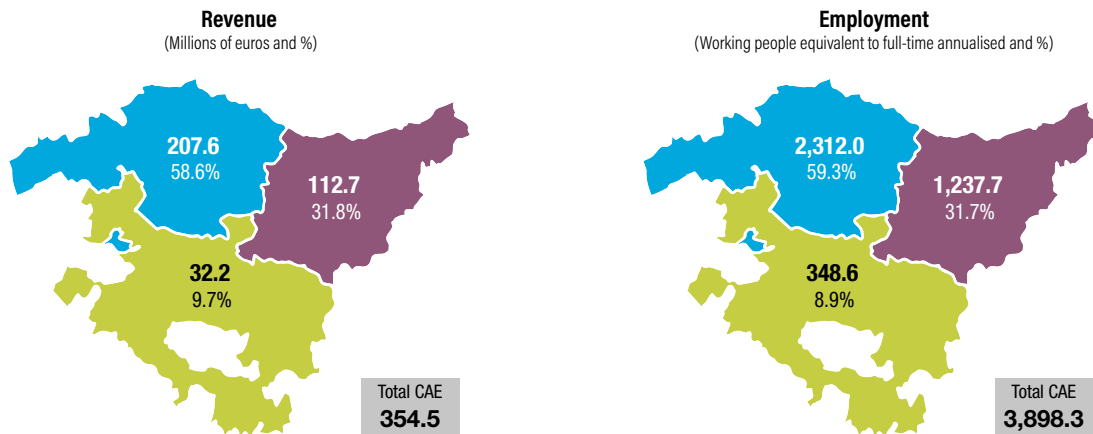 Revenue
(Millions of euros and %)
207.6
58.6%
112.7
31.8%
32.2
9.7%
Total CAE
354.5
Employment
(Working people equivalent to full-time annualised and %)
2,312.0
59.3%
1,237.7
31.7%
348.6
8.9%
Total CAE
3,898.3